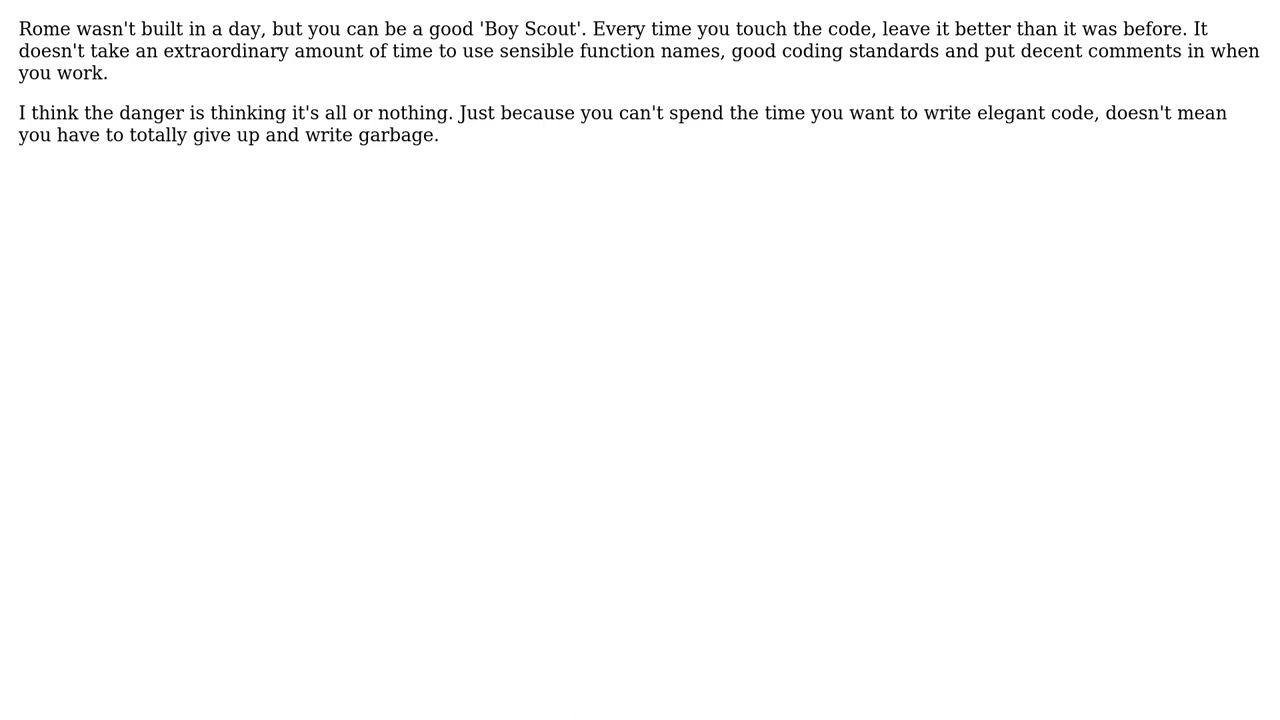 Rome wasn't built in a day, but you can be a good 'Boy Scout'. Every time you touch the code, leave it better than it was before. It
doesn't take an extraordinary amount of time to use sensible function names, good coding standards and put decent comments in when
you work.
I think the danger is thinking it's all or nothing. Just because you can't spend the time you want to write elegant code, doesn't mean
you have to totally give up and write garbage.